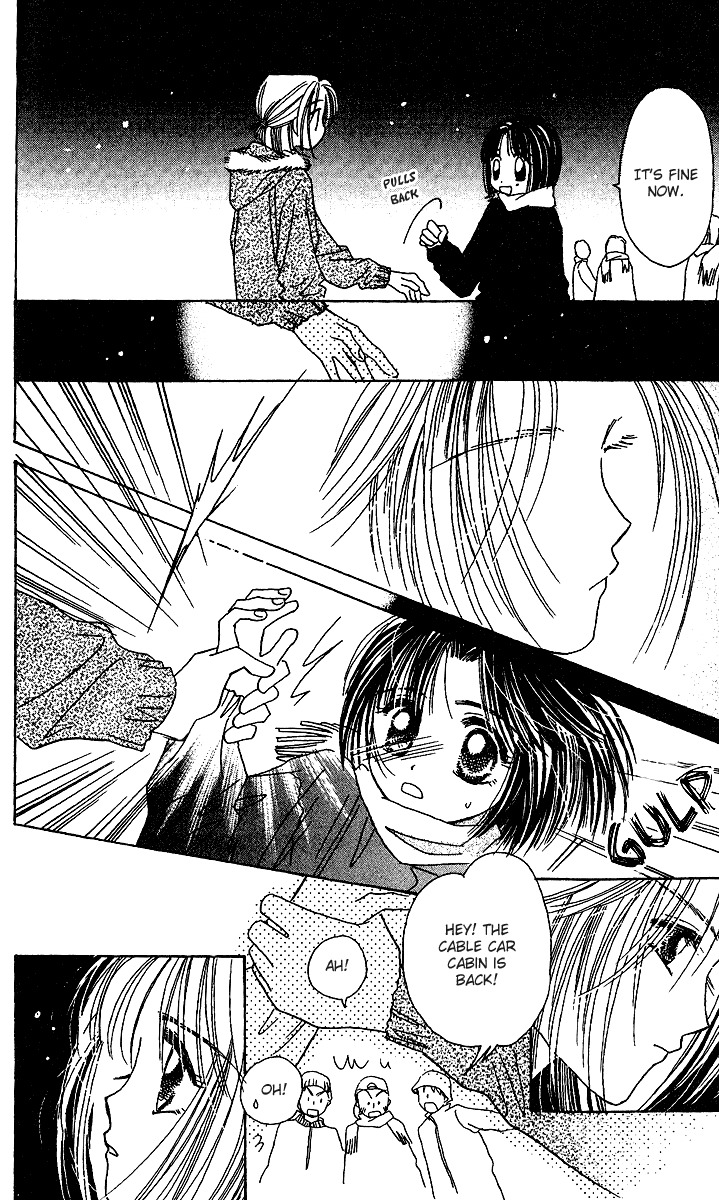 IT'S FINE
NOW.
PULLS
BACK
GULP
HEY! THE
CABLE CAR
CABIN IS
BACK!
AH!
OH!